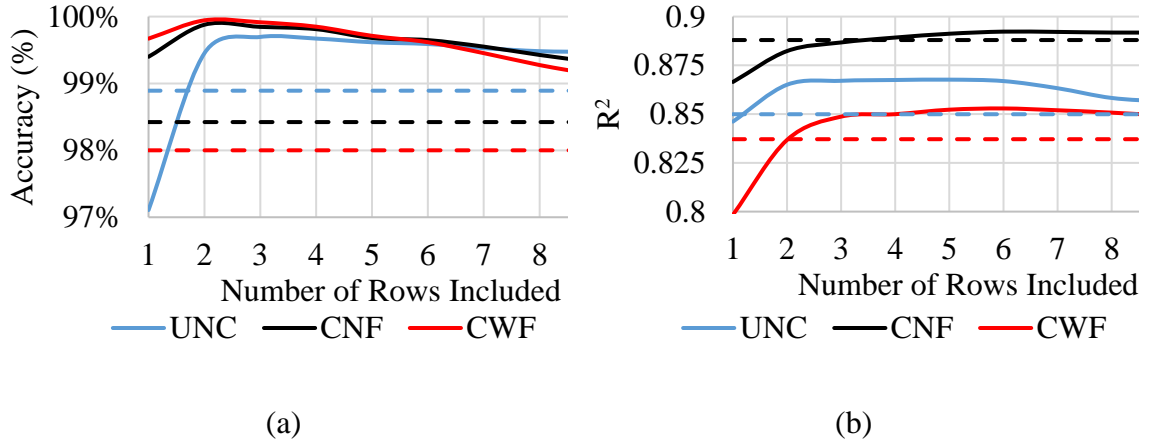 100%
99%
98%
97%
Accuracy (%)
1 2 3 4 5 6 7 8
Number of Rows Included
UNC CNF CWF
(a)
0.9
0.875
0.85
0.825
0.8
R²
1 2 3 4 5 6 7 8
Number of Rows Included
UNC CNF CWF
(b)